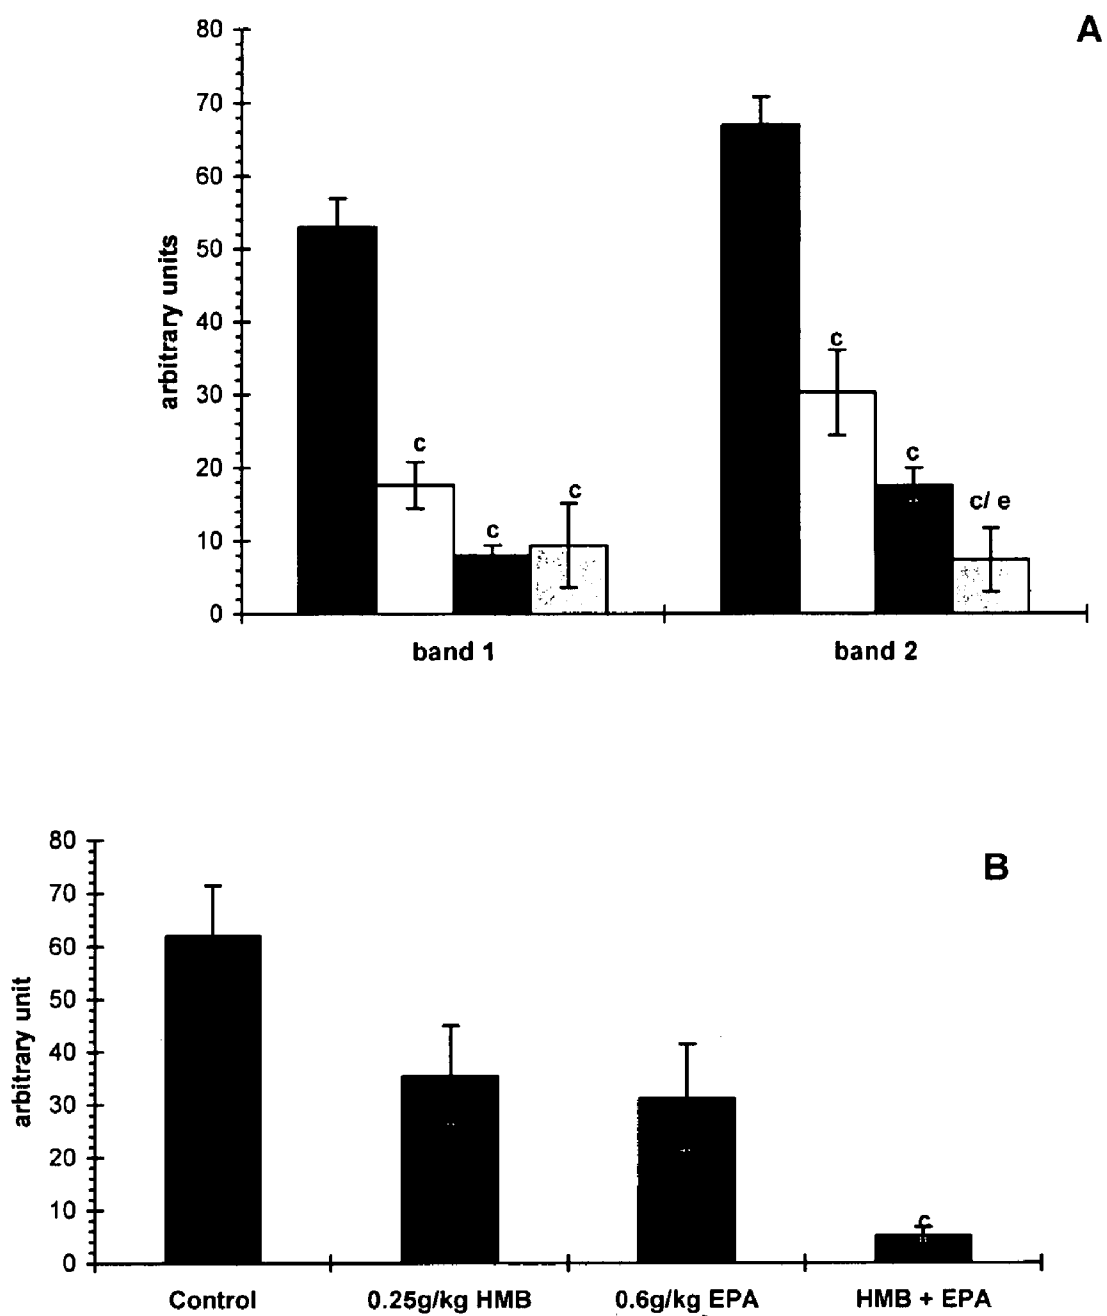 A
80
70
60
50
40
30
20
10
0
arbitrary units
c
c
c
c
c
c/ e
band 1 band 2
B
80
70
60
50
40
30
20
10
0
arbitrary unit
c
Control 0.25g/kg HMB 0.6g/kg EPA HMB + EPA